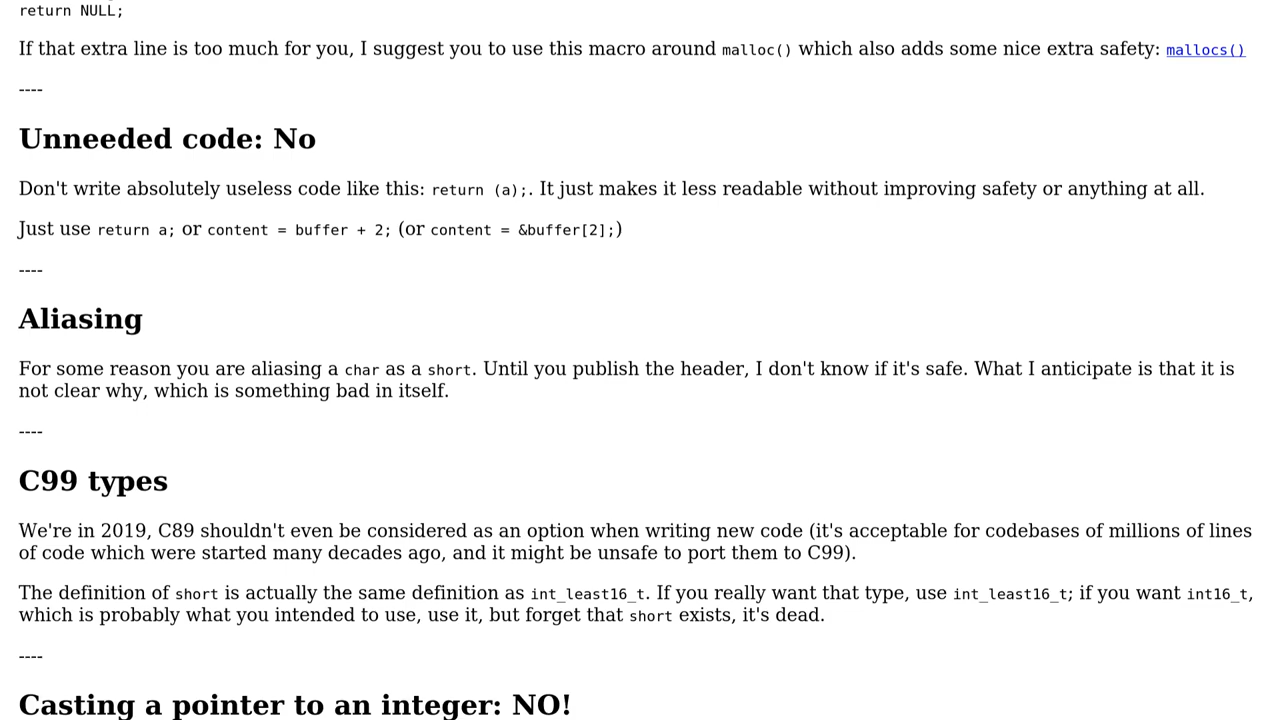 return NULL;
If that extra line is too much for you, I suggest you to use this macro around malloc() which also adds some nice extra safety: mallocs()
----
Unneeded code: No
Don't write absolutely useless code like this: return (a);. It just makes it less readable without improving safety or anything at all.
Just use return a; or content = buffer + 2; (or content = &buffer[2];)
----
Aliasing
For some reason you are aliasing a char as a short. Until you publish the header, I don't know if it's safe. What I anticipate is that it is
not clear why, which is something bad in itself.
----
C99 types
We're in 2019, C89 shouldn't even be considered as an option when writing new code (it's acceptable for codebases of millions of lines
of code which were started many decades ago, and it might be unsafe to port them to C99).
The definition of short is actually the same definition as int_least16_t. If you really want that type, use int_least16_t; if you want int16_t,
which is probably what you intended to use, use it, but forget that short exists, it's dead.
----
Casting a pointer to an integer: NO!